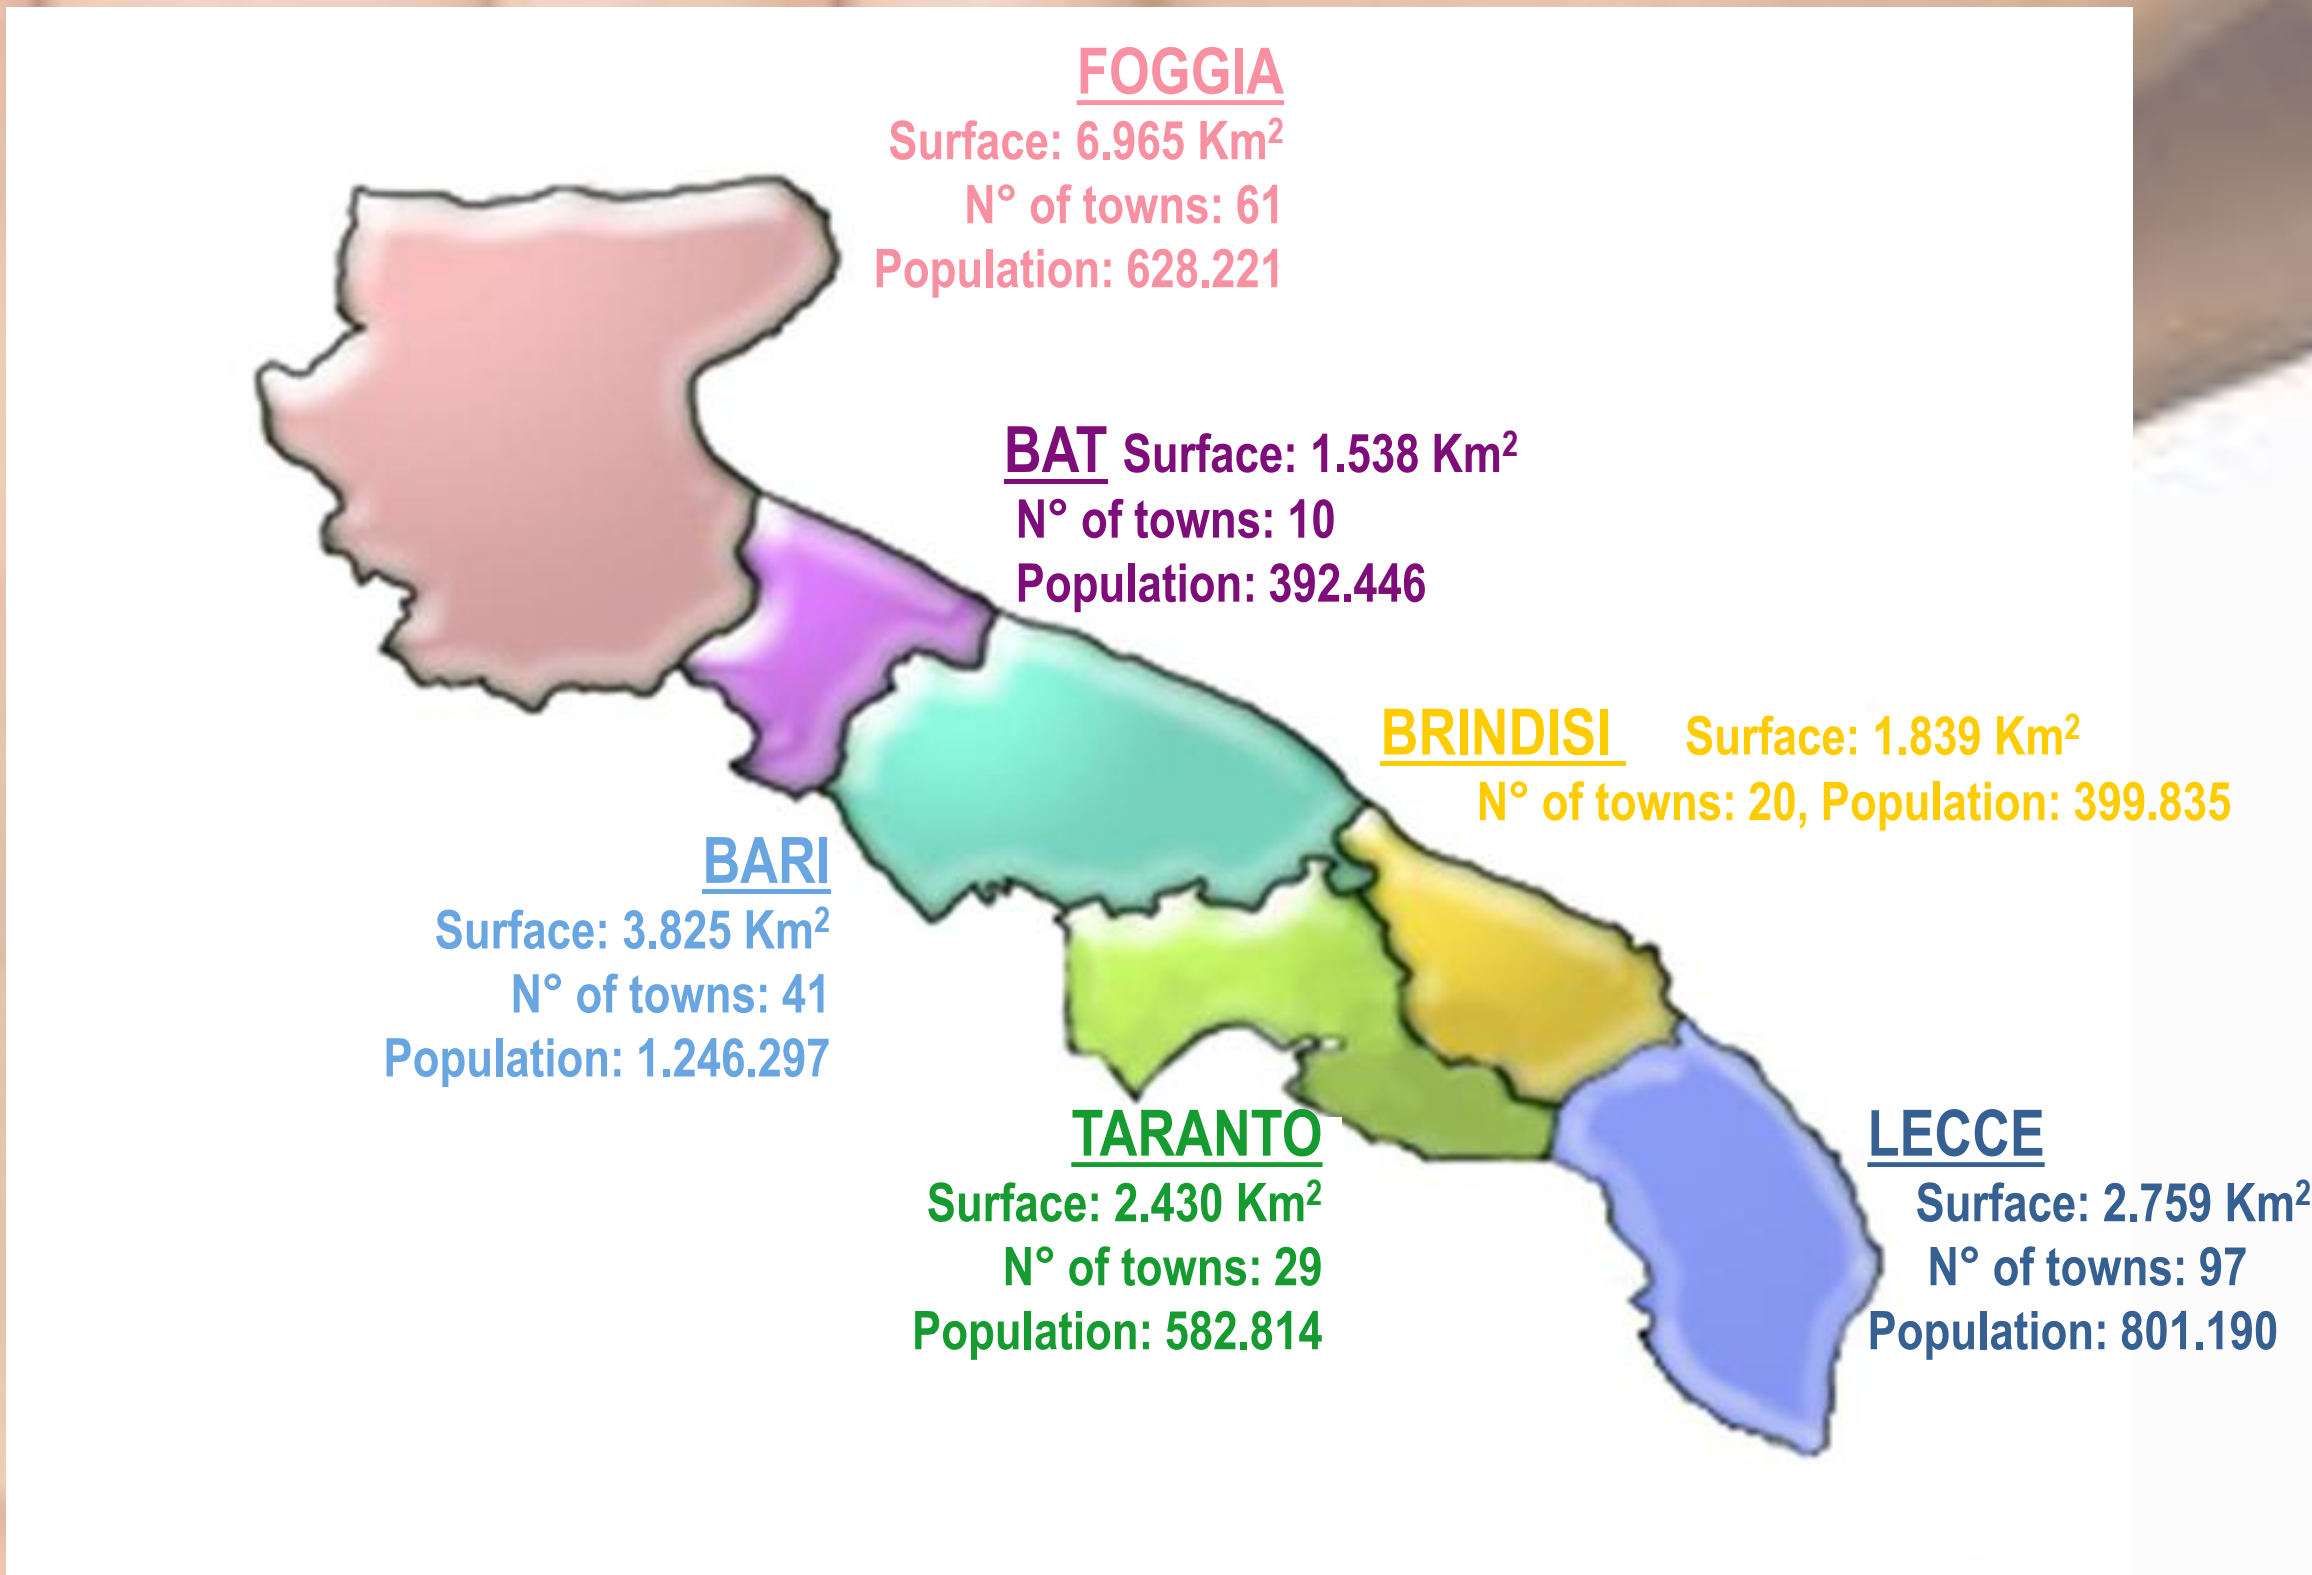 FOGGIA
Surface: 6.965 Km²
N° of towns: 61
Population: 628.221
BAT Surface: 1.538 Km²
N° of towns: 10
Population: 392.446
BRINDISI Surface: 1.839 Km²
N° of towns: 20, Population: 399.835
BARI
Surface: 3.825 Km²
N° of towns: 41
Population: 1.246.297
TARANTO
Surface: 2.430 Km²
N° of towns: 29
Population: 582.814
LECCE
Surface: 2.759 Km²
N° of towns: 97
Population: 801.190